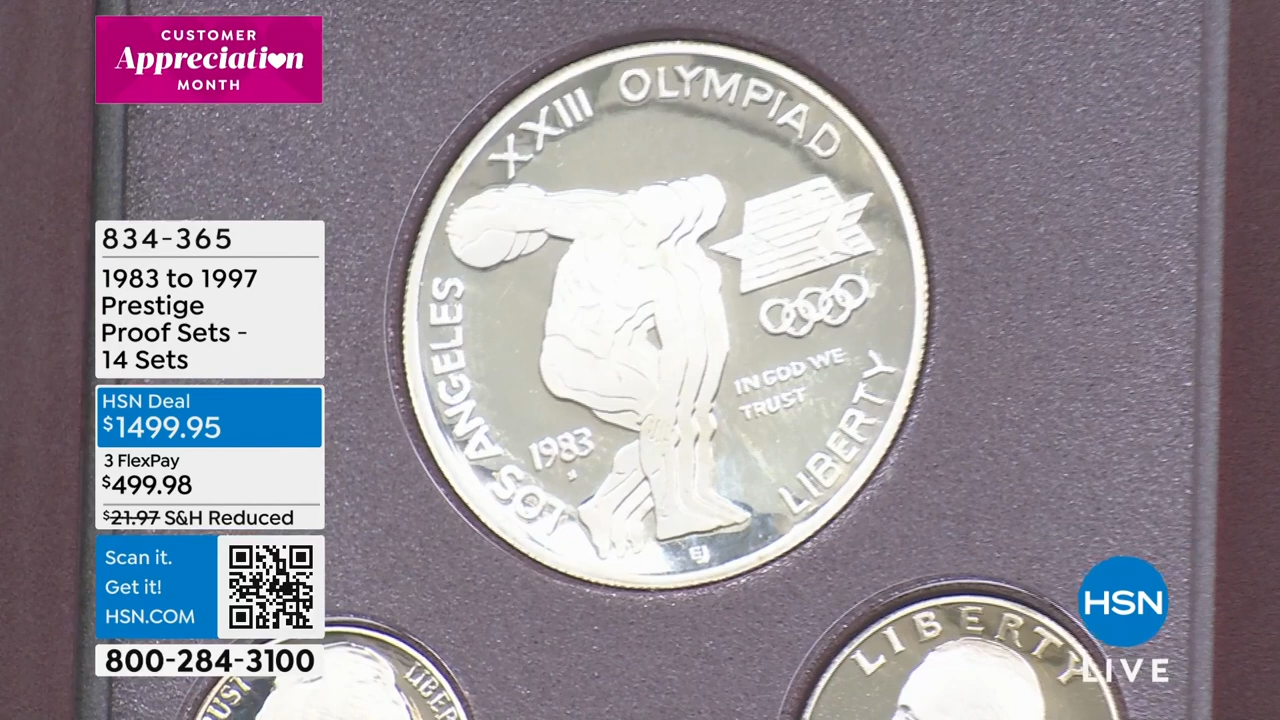 CUSTOMER
Appreciation
MONTH
834-365
1983 to 1997
Prestige
Proof Sets -
14 Sets
HSN Deal
$1499.95
3 FlexPay
$499.98
$21.97 S&H Reduced
Scan it.
Get it!
HSN.COM
800-284-3100
XXIII OLYMPIAD
LOS ANGELES
IN GOD WE
TRUST
LIBERTY
1983
EJ
LIBERTY
HSN
LIVE